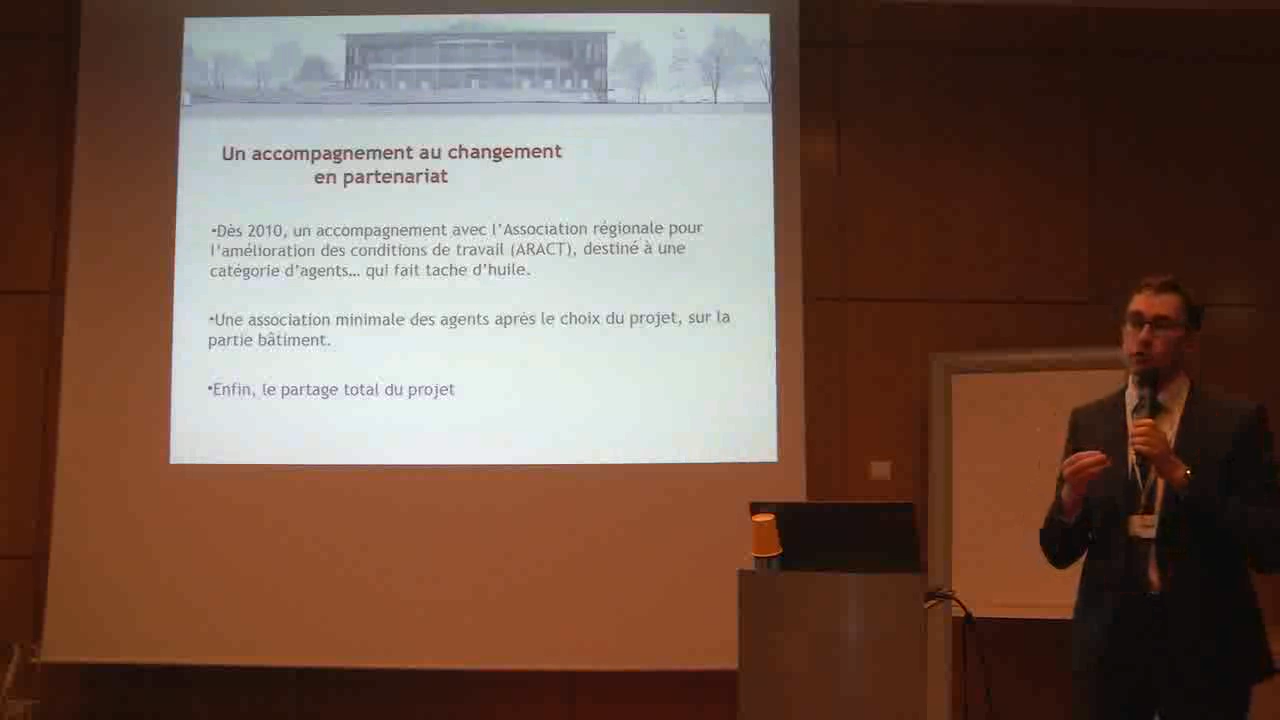 Un accompagnement au changement
en partenariat
•Dès 2010, un accompagnement avec l'Association régionale pour
l'amélioration des conditions de travail (ARACT), destiné à une
catégorie d'agents… qui fait tache d'huile.
•Une association minimale des agents après le choix du projet, sur la
partie bâtiment.
•Enfin, le partage total du projet